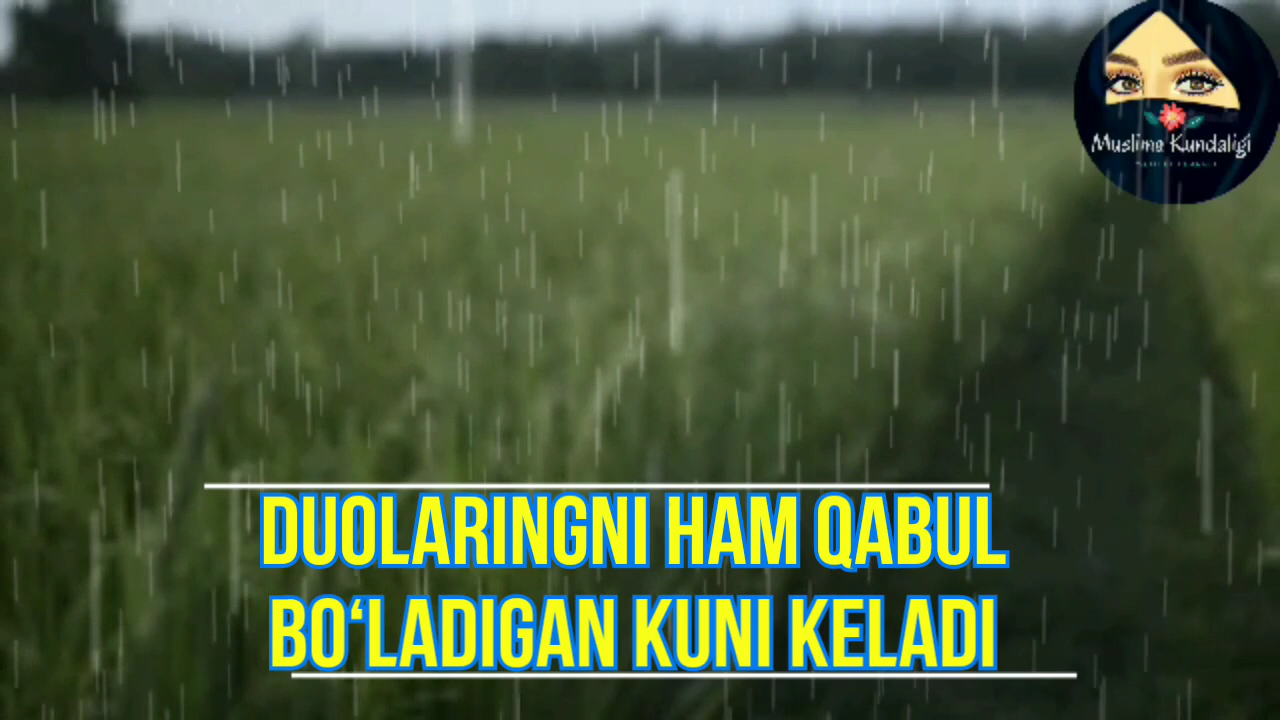 Muslima Kundaligi
DUOLARINGNI HAM QABUL
BO‘LADIGAN KUNI KELADI